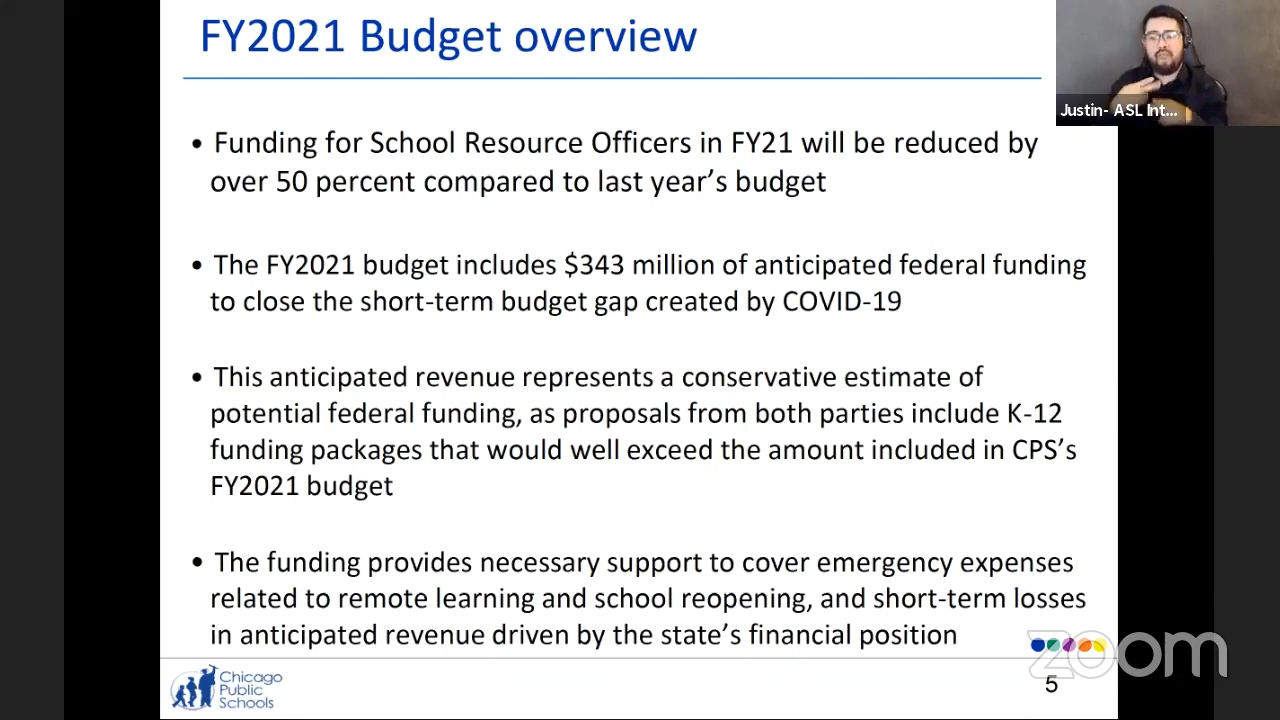 FY2021 Budget overview
Justin- ASL Int...
• Funding for School Resource Officers in FY21 will be reduced by
over 50 percent compared to last year’s budget
• The FY2021 budget includes $343 million of anticipated federal funding
to close the short-term budget gap created by COVID-19
• This anticipated revenue represents a conservative estimate of
potential federal funding, as proposals from both parties include K-12
funding packages that would well exceed the amount included in CPS’s
FY2021 budget
• The funding provides necessary support to cover emergency expenses
related to remote learning and school reopening, and short-term losses
in anticipated revenue driven by the state’s financial position
zoom
Chicago
Public
Schools
5